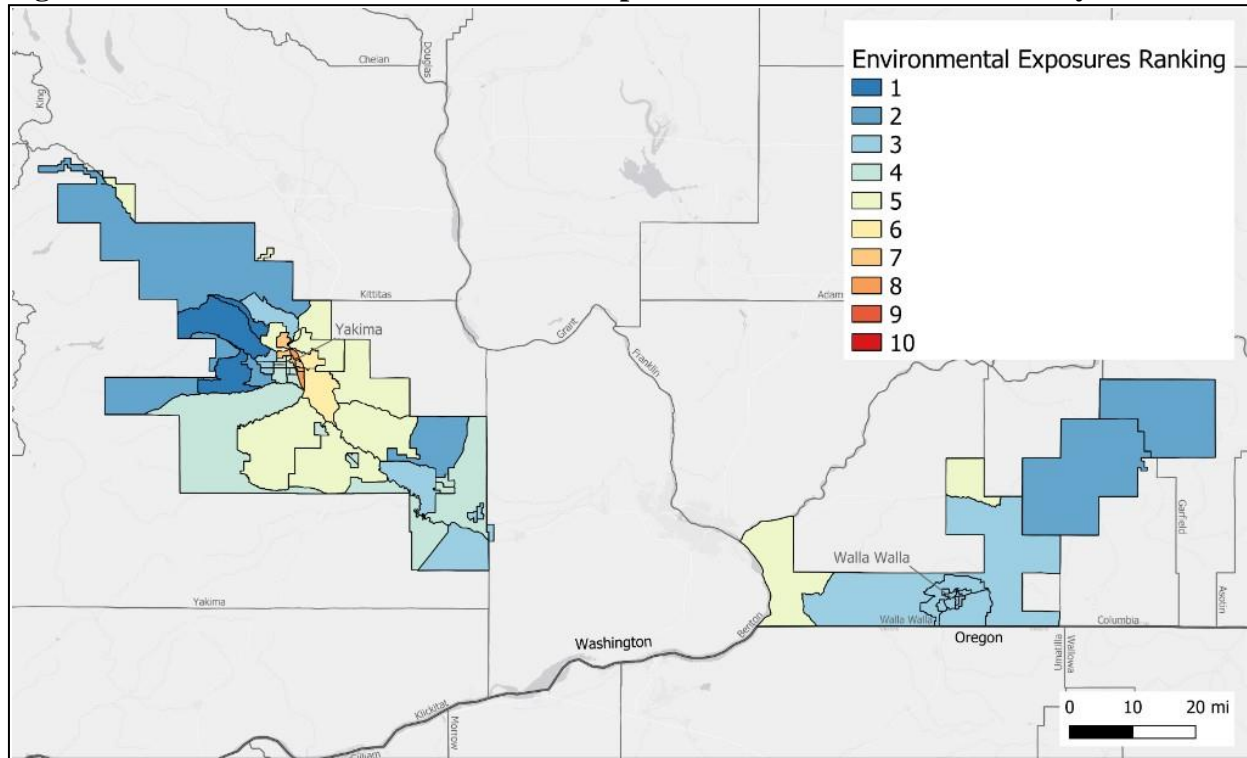 Environmental Exposures Ranking
1
2
3
4
5
6
7
8
9
10
King
Chelan
Douglas
Kittitas
Yakima
Grant
Adam
Franklin
Garfield
Asotin
Walla Walla
Walla Walla
Columbia
Yakima
Benton
Washington
Oregon
Umatilla
Wallowa
Klickitat
Morrow
0 10 20 mi